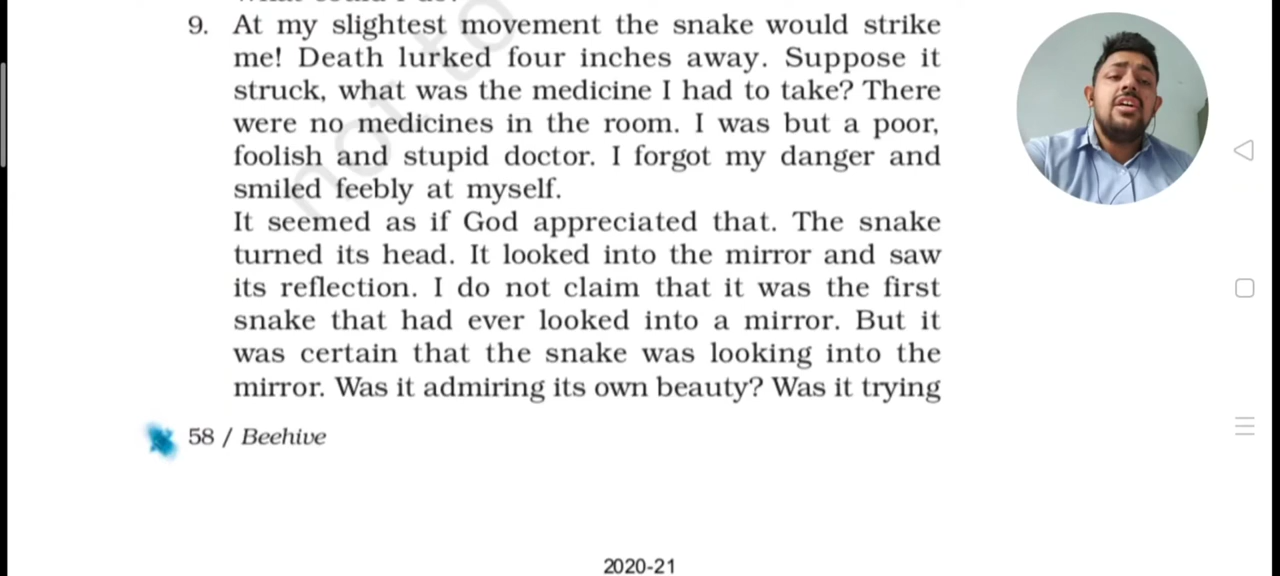 9. At my slightest movement the snake would strike
me! Death lurked four inches away. Suppose it
struck, what was the medicine I had to take? There
were no medicines in the room. I was but a poor,
foolish and stupid doctor. I forgot my danger and
smiled feebly at myself.
It seemed as if God appreciated that. The snake
turned its head. It looked into the mirror and saw
its reflection. I do not claim that it was the first
snake that had ever looked into a mirror. But it
was certain that the snake was looking into the
mirror. Was it admiring its own beauty? Was it trying
58 / Beehive
2020-21
not to